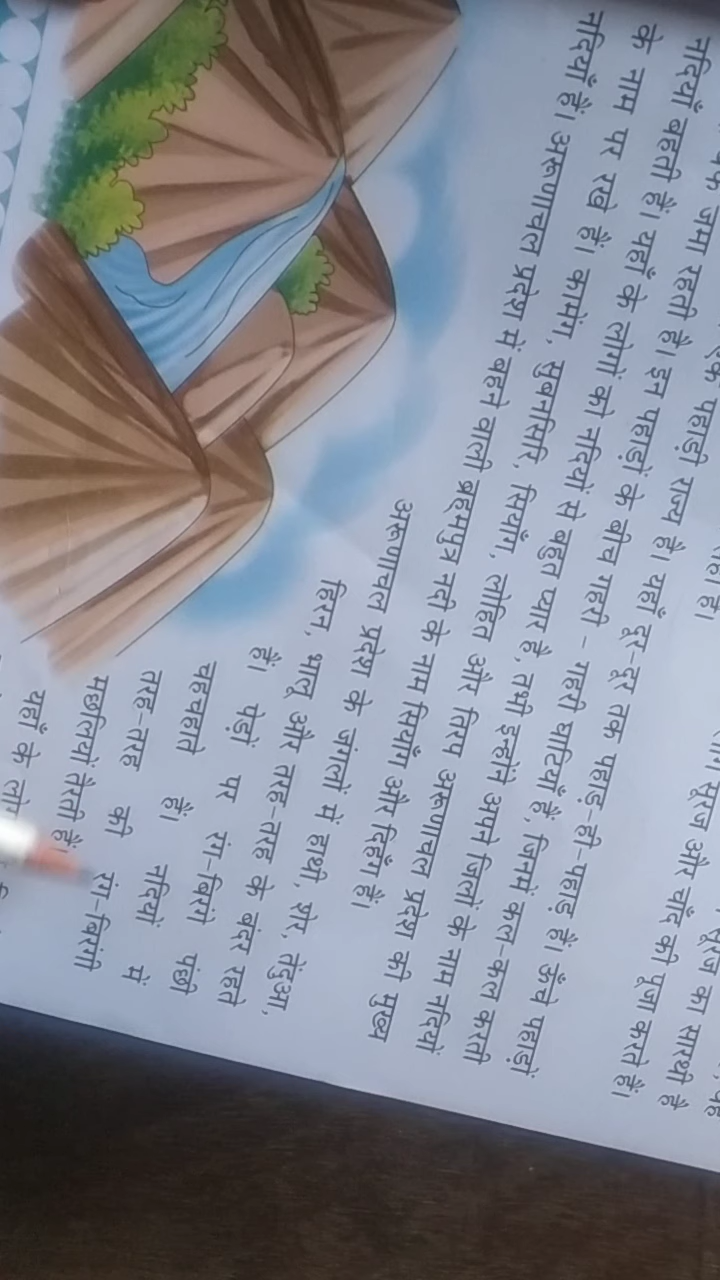 सूरज का सारथी है
सूरज और चाँद की पूजा करते हैं।
एक पहाड़ी राज्य है। यहाँ दूर-दूर तक पहाड़-ही-पहाड़ हैं। ऊँचे पहाड़ों
जमा रहती है। इन पहाड़ों के बीच गहरी - गहरी घाटियाँ हैं, जिनमें कल-कल करती
नदियाँ बहती हैं। यहाँ के लोगों को नदियों से बहुत प्यार है, तभी इन्होंने अपने जिलों के नाम नदियों
के नाम पर रखे हैं। कामेंग, सुबनसिरि, सियाँग, लोहित और तिरप अरुणाचल प्रदेश की मुख्य
नदियाँ हैं। अरुणाचल प्रदेश में बहने वाली ब्रह्मपुत्र नदी के नाम सियाँग और दिहाँग हैं।
अरुणाचल प्रदेश के जंगलों में हाथी, शेर, तेंदुआ,
हिरन, भालू और तरह-तरह के बंदर रहते
हैं। पेड़ों पर रंग-बिरंगे पंछी
चहचहाते हैं। नदियों में
तरह-तरह की रंग-बिरंगी
मछलियां तैरती हैं।
यहाँ के